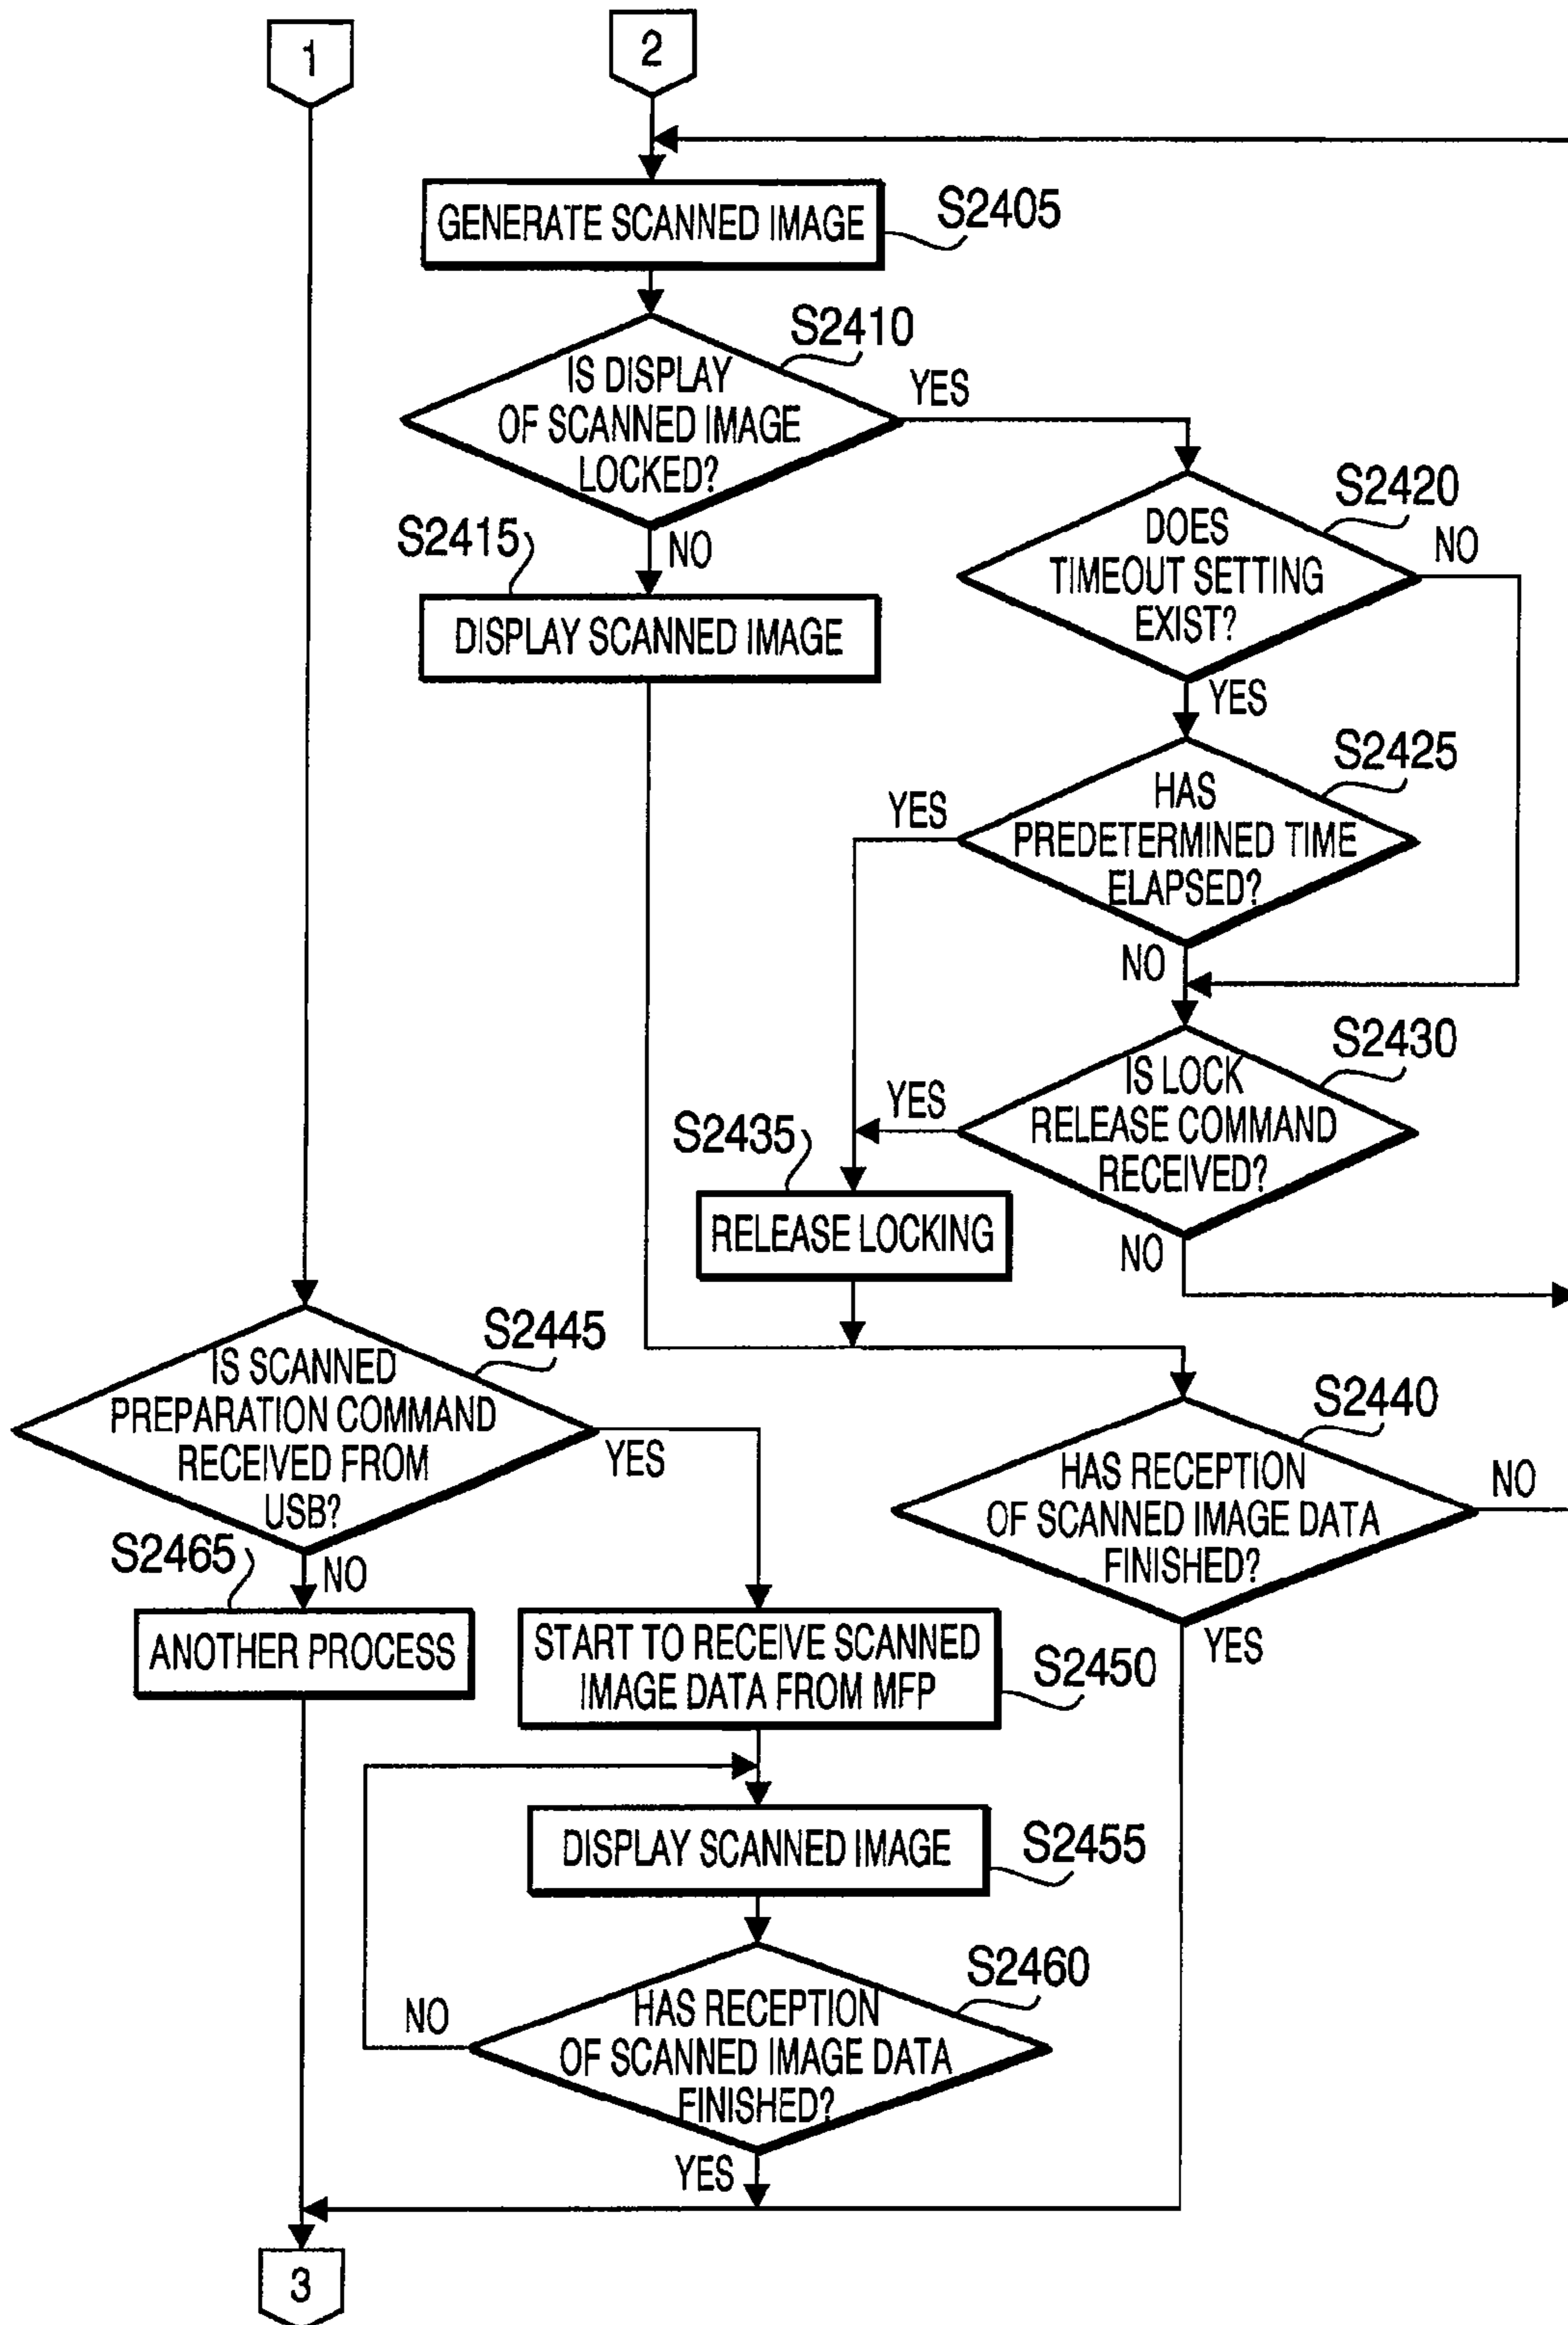 1
2
GENERATE SCANNED IMAGE
S2405
S2410
IS DISPLAY
OF SCANNED IMAGE
LOCKED?
YES
S2415
NO
DISPLAY SCANNED IMAGE
S2420
DOES
TIMEOUT SETTING
EXIST?
NO
YES
S2425
HAS
PREDETERMINED TIME
ELAPSED?
YES
NO
S2430
IS LOCK
RELEASE COMMAND
RECEIVED?
YES
NO
S2435
RELEASE LOCKING
S2445
IS SCANNED
PREPARATION COMMAND
RECEIVED FROM
USB?
YES
S2440
HAS RECEPTION
OF SCANNED IMAGE DATA
FINISHED?
NO
YES
S2465
NO
ANOTHER PROCESS
START TO RECEIVE SCANNED
IMAGE DATA FROM MFP
S2450
DISPLAY SCANNED IMAGE
S2455
S2460
HAS RECEPTION
OF SCANNED IMAGE DATA
FINISHED?
NO
YES
3